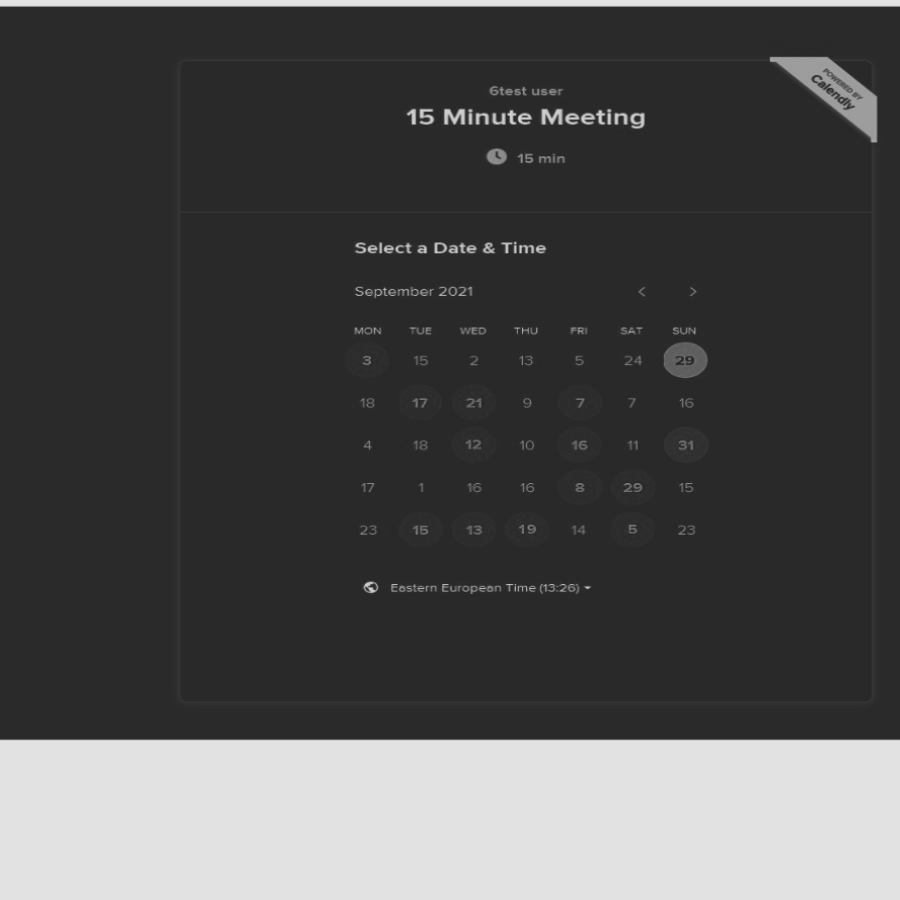 POWERED BY
Calendly
6test user
15 Minute Meeting
15 min
Select a Date & Time
September 2021
MON TUE WED THU FRI SAT SUN
3 15 2 13 5 24 29
18 17 21 9 7 7 16
4 18 12 10 16 11 31
17 1 16 16 8 29 15
23 15 13 19 14 5 23
Eastern European Time (13:26)